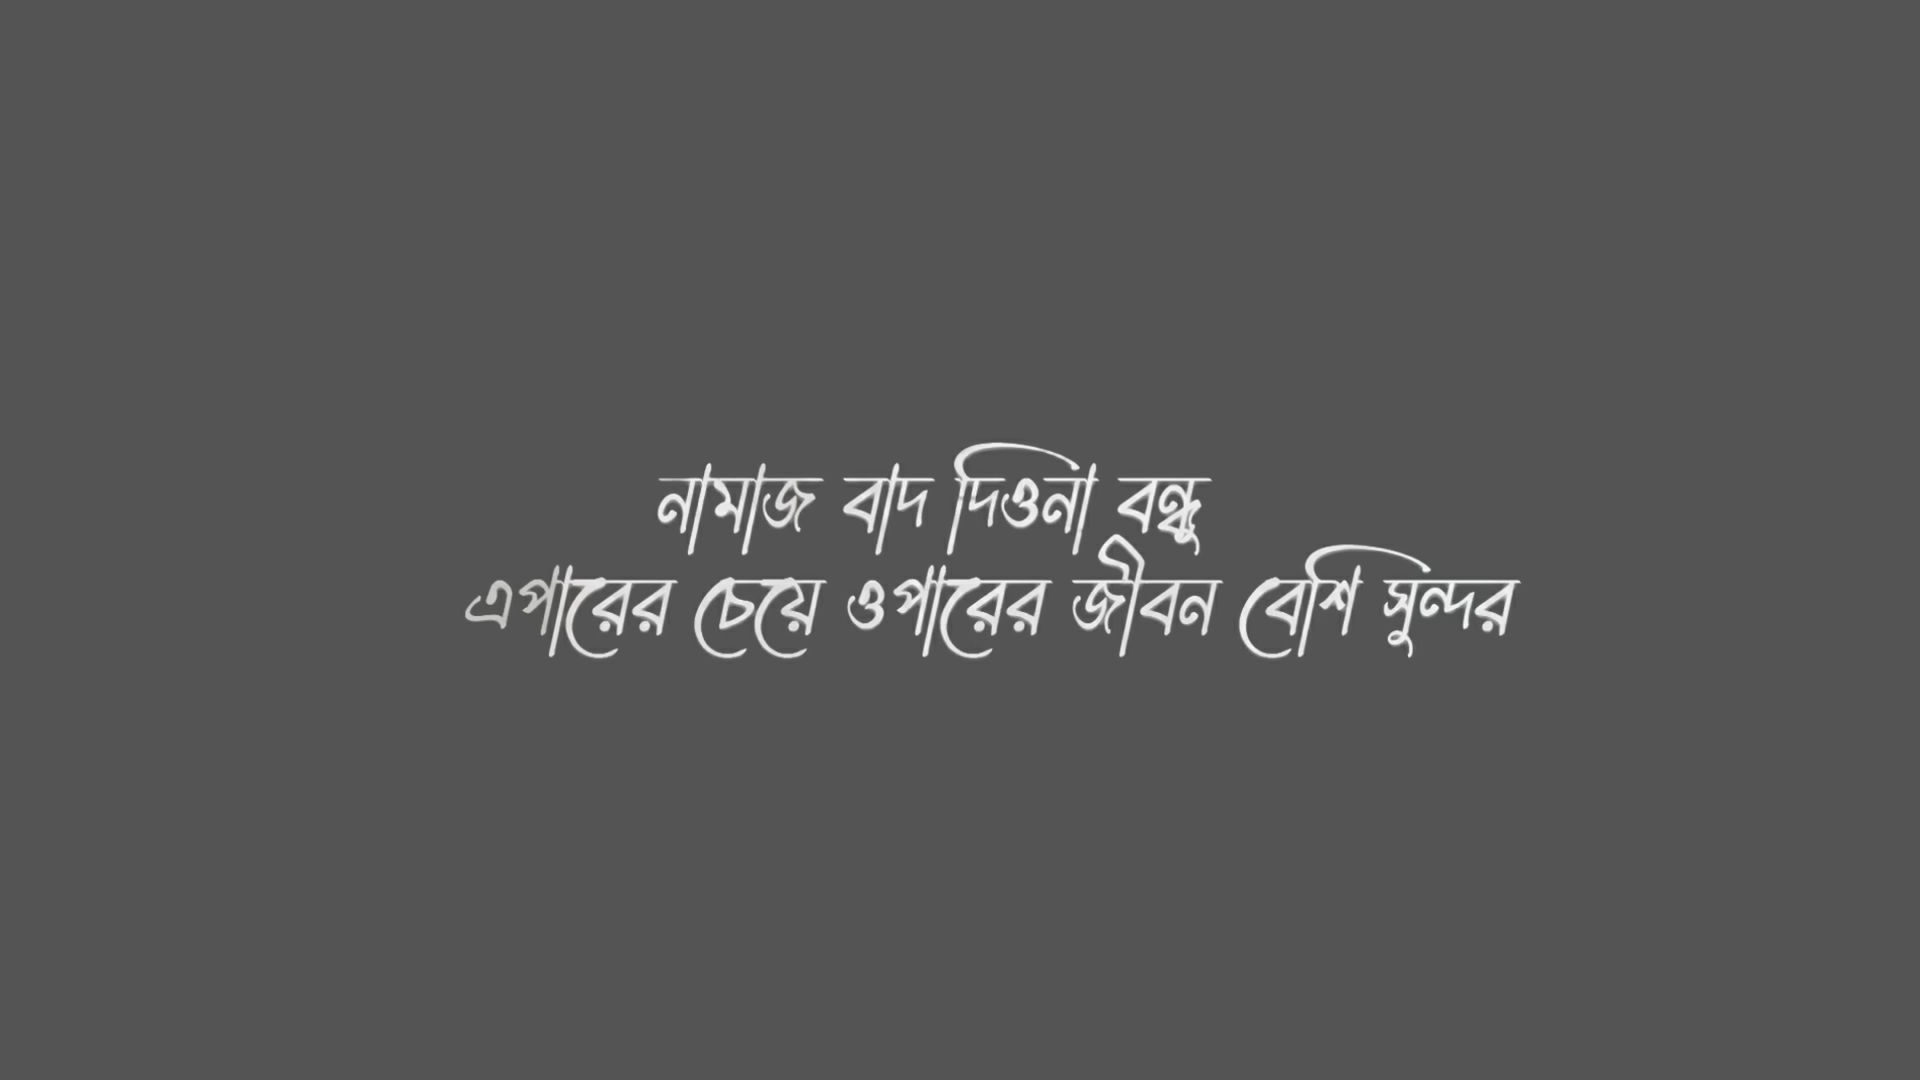 নামাজ বাদ দিওনা বন্ধু
এপারের চেয়ে ওপারের জীবন বেশি সুন্দর